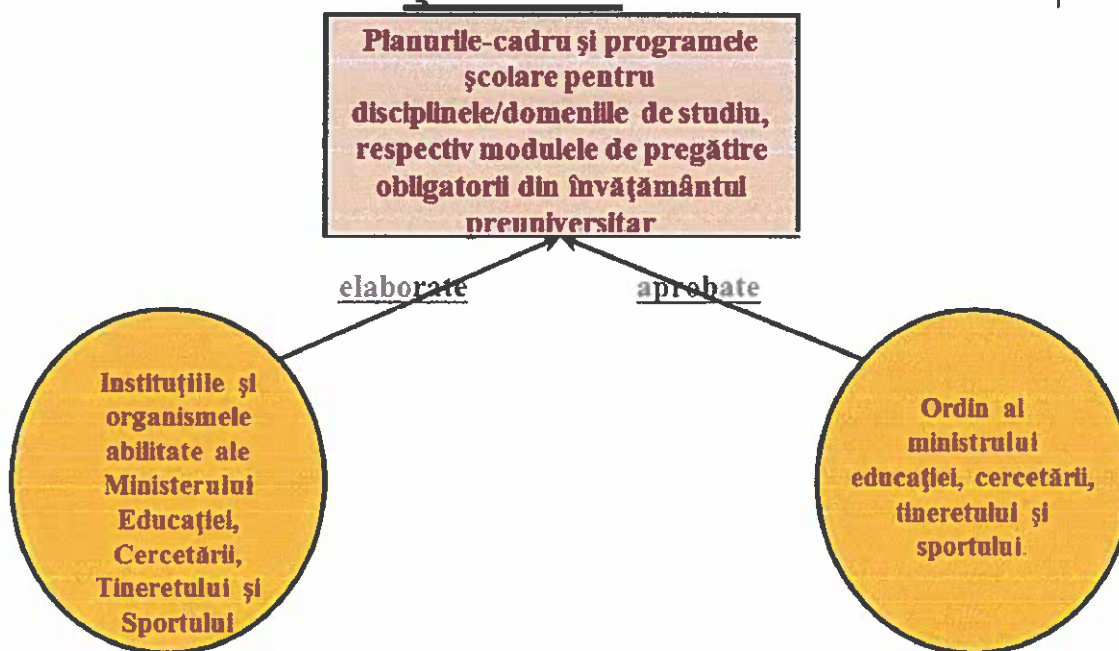 Planurile-cadru şi programele
şcolare pentru
disciplinele/domeniile de studiu,
respectiv modulele de pregătire
obligatorii din învăţământul
preuniversitar
elaborate
aprobate
Instituţiile şi
organismele
abilitate ale
Ministerului
Educaţiei,
Cercetării,
Tineretului şi
Sportului
Ordin al
ministrului
educaţiei, cercetării,
tineretului şi
sportului.